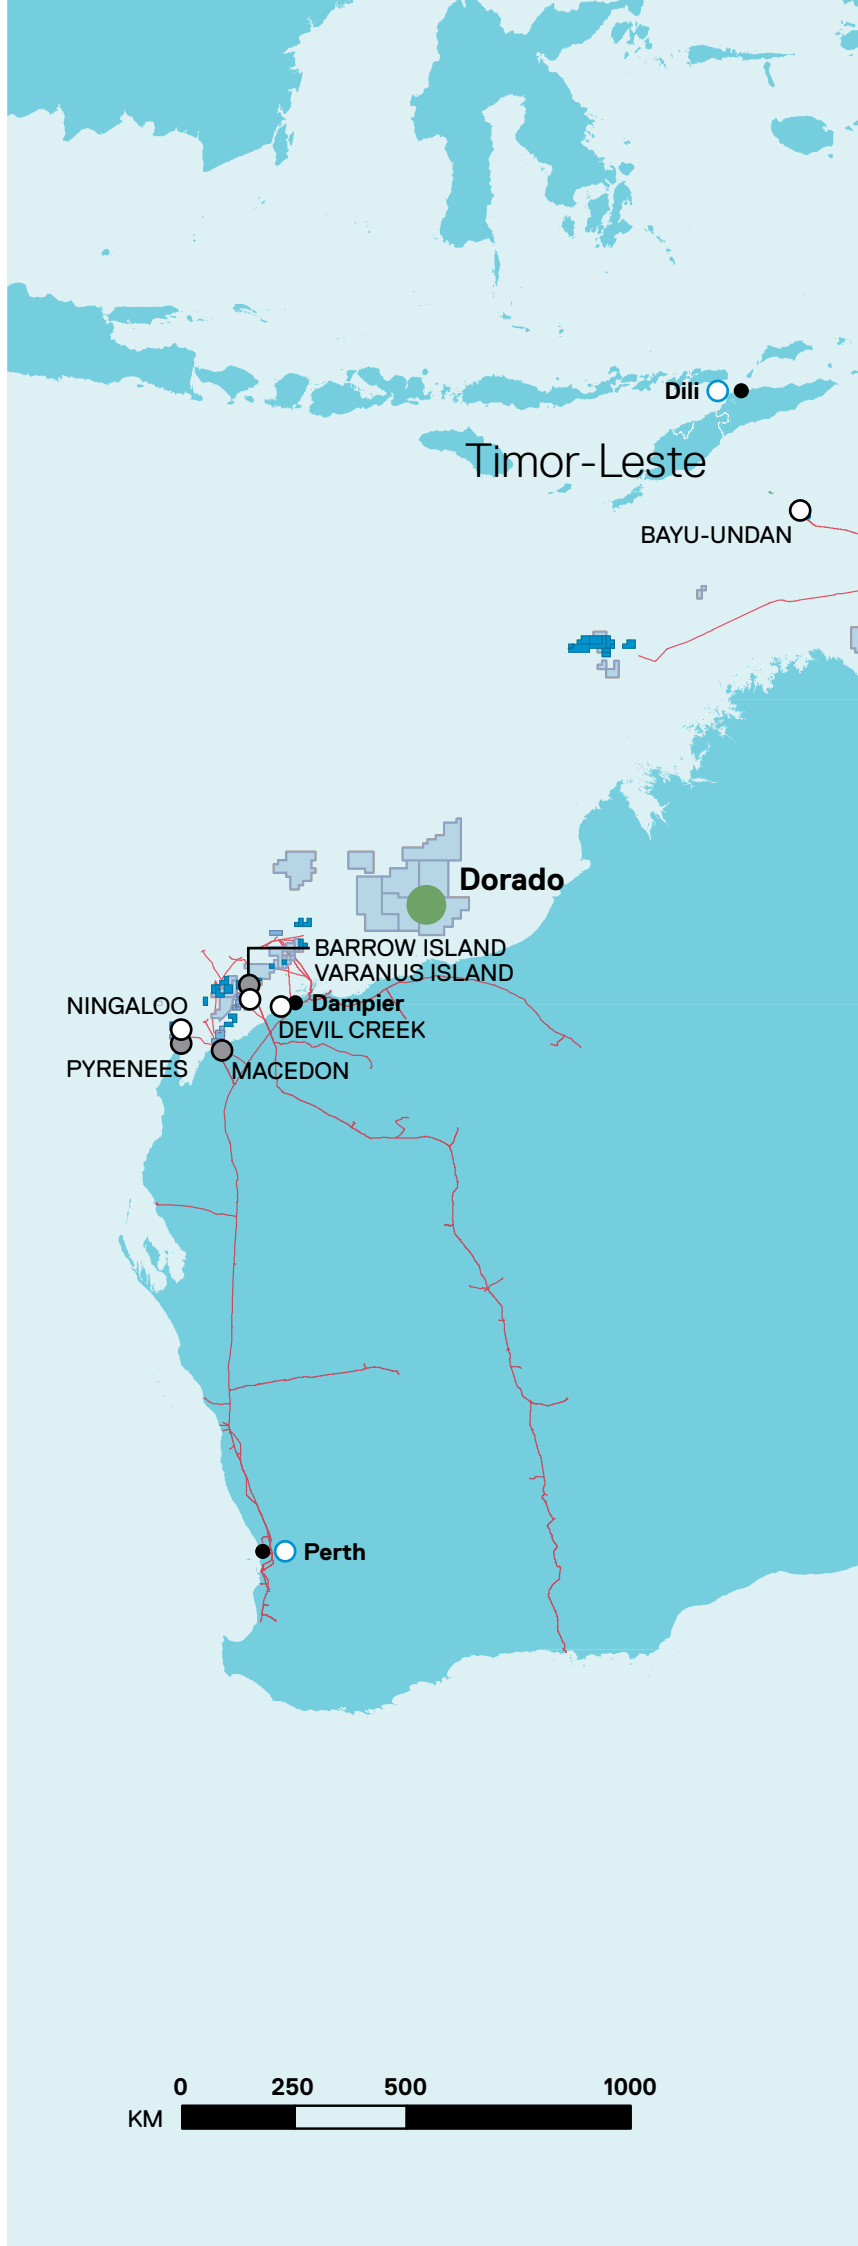 Dili
Timor-Leste
BAYU-UNDAN
Dorado
BARROW ISLAND
VARANUS ISLAND
NINGALOO
Dampier
DEVIL CREEK
PYRENEES
MACEDON
Perth
0 250 500 1000
KM